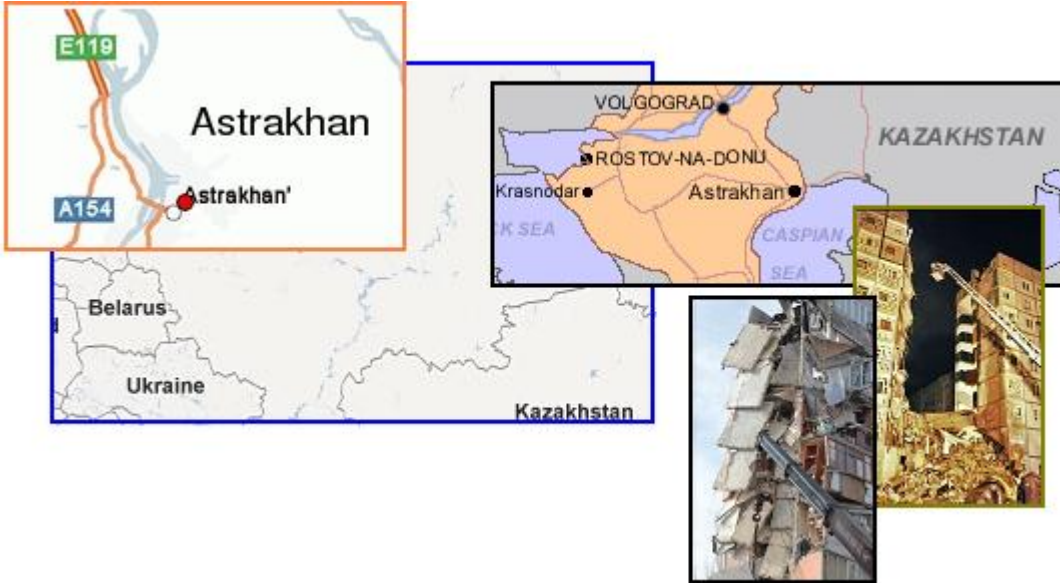 E119
Astrakhan
Astrakhan'
A154
VOLGOGRAD
KAZAKHSTAN
ROSTOV-NA-DONU
Krasnodar
Astrakhan
CK SEA
CASPIAN
SEA
Belarus
Ukraine
Kazakhstan